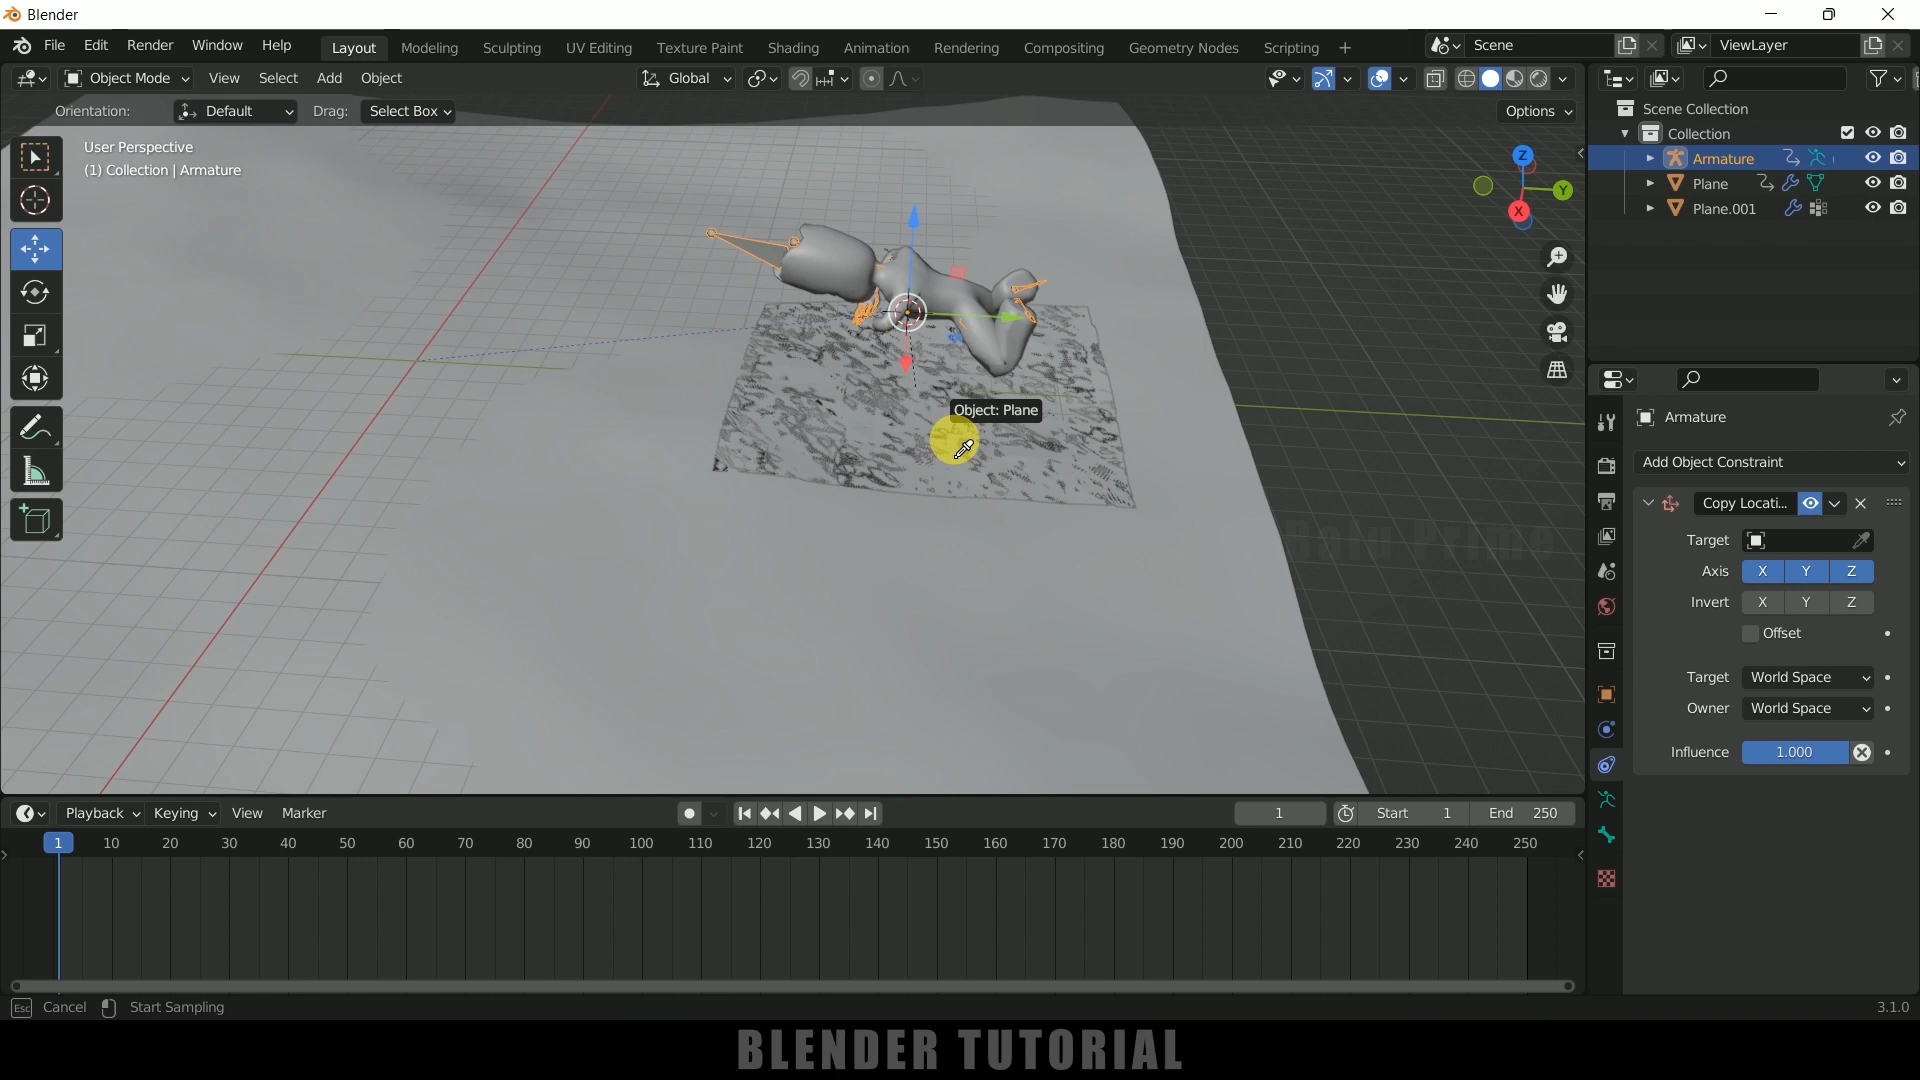 Blender
File Edit Render Window Help Layout Modeling Sculpting UV Editing Texture Paint Shading Animation Rendering Compositing Geometry Nodes Scripting + Scene ViewLayer
Object Mode View Select Add Object Global
Orientation: Default Drag: Select Box Options
User Perspective
(1) Collection | Armature
Z
Y
X
Object: Plane
Bold Prime
Scene Collection
Collection
Armature
Plane
Plane.001
Armature
Add Object Constraint
Copy Locati...
Target
Axis X Y Z
Invert X Y Z
Offset
Target World Space
Owner World Space
Influence 1.000
Playback Keying View Marker 1 Start 1 End 250
1 10 20 30 40 50 60 70 80 90 100 110 120 130 140 150 160 170 180 190 200 210 220 230 240 250
Esc Cancel Start Sampling 3.1.0
BLENDER TUTORIAL